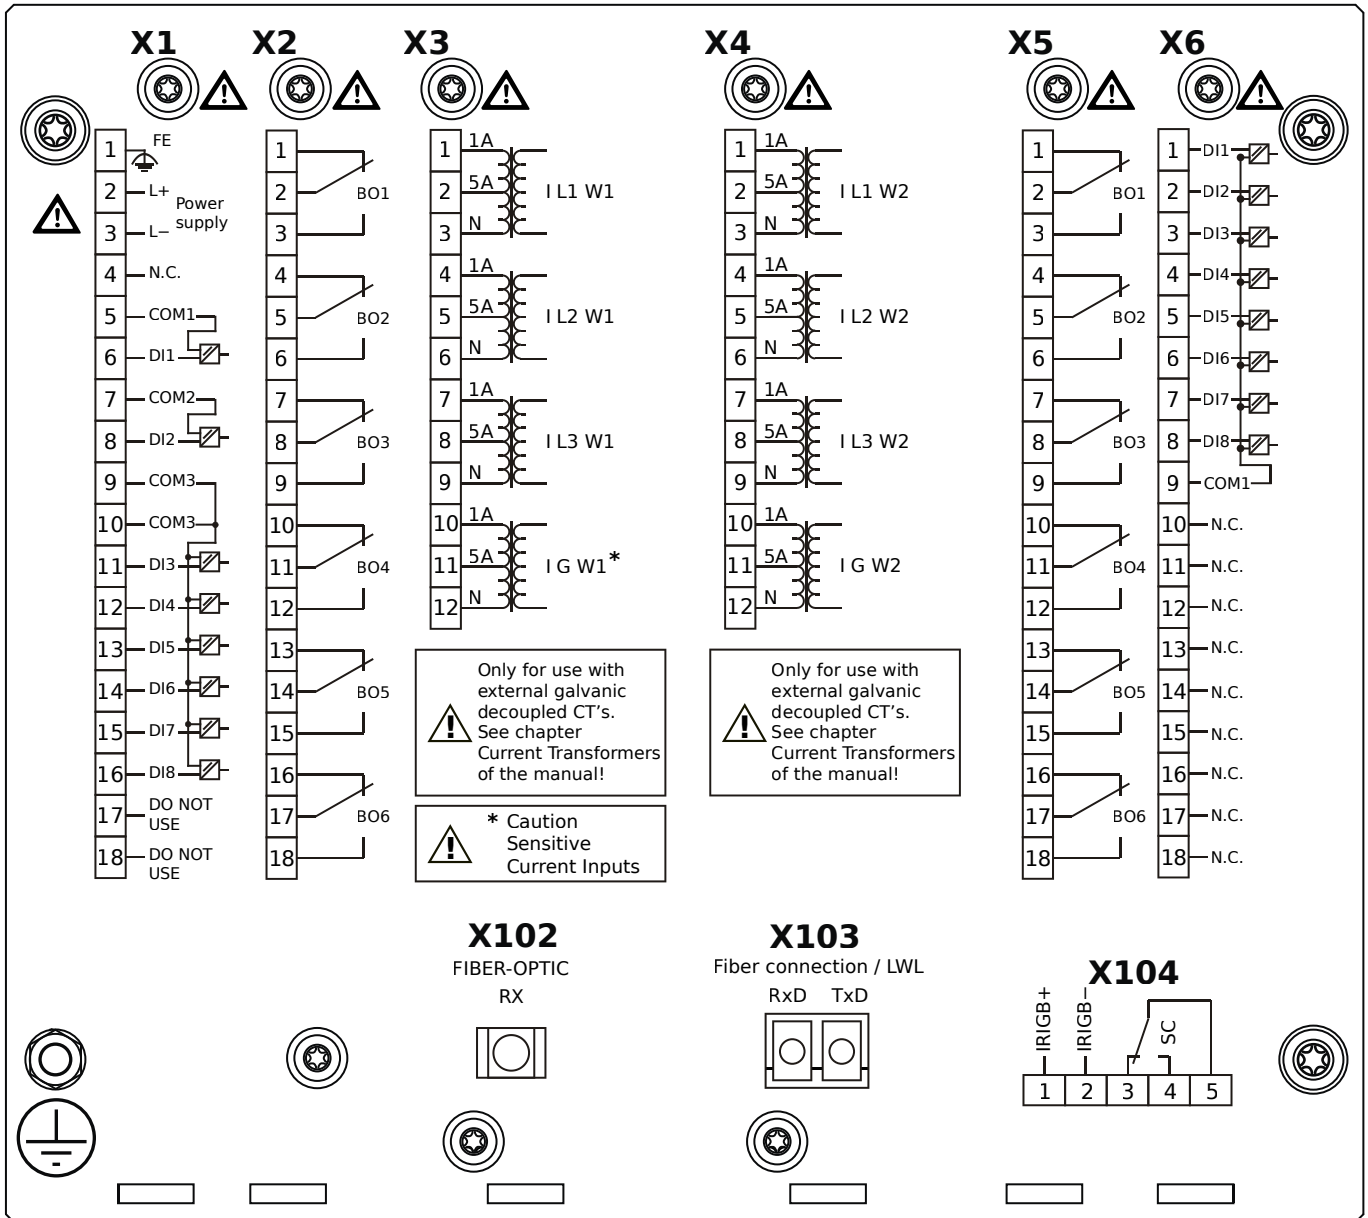 X1
X2
X3
X4
X5
X6
1 FE
2 L+
Power
supply
3 L−
4 N.C.
5 COM1
6 DI1
7 COM2
8 DI2
9 COM3
10 COM3
11 DI3
12 DI4
13 DI5
14 DI6
15 DI7
16 DI8
17 DO NOT
USE
18 DO NOT
USE
1
2 BO1
3
4
5 BO2
6
7
8 BO3
9
10
11 BO4
12
13
14 BO5
15
16
17 BO6
18
1 1A
2 5A I L1 W1
3 N
4 1A
5 5A I L2 W1
6 N
7 1A
8 5A I L3 W1
9 N
10 1A
11 5A I G W1*
12 N
Only for use with
external galvanic
decoupled CT's.
See chapter
Current Transformers
of the manual!
* Caution
Sensitive
Current Inputs
1 1A
2 5A I L1 W2
3 N
4 1A
5 5A I L2 W2
6 N
7 1A
8 5A I L3 W2
9 N
10 1A
11 5A I G W2
12 N
Only for use with
external galvanic
decoupled CT's.
See chapter
Current Transformers
of the manual!
1
2 BO1
3
4
5 BO2
6
7
8 BO3
9
10
11 BO4
12
13
14 BO5
15
16
17 BO6
18
1 DI1
2 DI2
3 DI3
4 DI4
5 DI5
6 DI6
7 DI7
8 DI8
9 COM1
10 N.C.
11 N.C.
12 N.C.
13 N.C.
14 N.C.
15 N.C.
16 N.C.
17 N.C.
18 N.C.
X102
FIBER-OPTIC
RX
X103
Fiber connection / LWL
RxD TxD
X104
IRIGB+
IRIGB−
SC
1 2 3 4 5